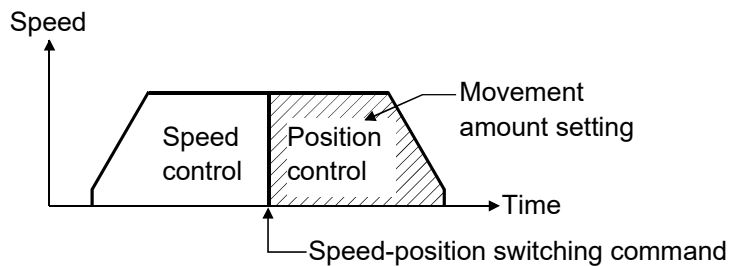 Speed
Movement
amount setting
Speed
control
Position
control
Time
Speed-position switching command